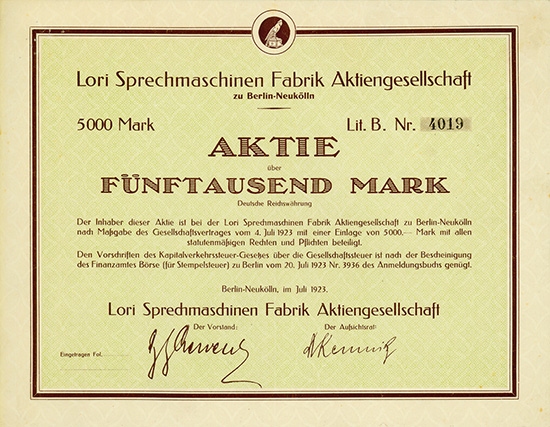 Lori Sprechmaschinen Fabrik Aktiengesellschaft
zu Berlin-Neukölln
5000 Mark Lit. B. Nr. 4019
AKTIE
über
FÜNFTAUSEND MARK
Deutsche Reichswährung
Der Inhaber dieser Aktie ist bei der Lori Sprechmaschinen Fabrik Aktiengesellschaft zu Berlin-Neukölln
nach Maßgabe des Gesellschaftsvertrages vom 4. Juli 1923 mit einer Einlage von 5000.— Mark mit allen
statutenmäßigen Rechten und Pflichten beteiligt.
Den Vorschriften des Kapitalverkehrssteuer-Gesetzes über die Gesellschaftssteuer ist nach der Bescheinigung
des Finanzamtes Börse (für Stempelsteuer) zu Berlin vom 20. Juli 1923 Nr. 3936 des Anmeldungsbuchs genügt.
Berlin-Neukölln, im Juli 1923.
Lori Sprechmaschinen Fabrik Aktiengesellschaft
Der Vorstand: Der Aufsichtsrat:
Eingetragen Fol.